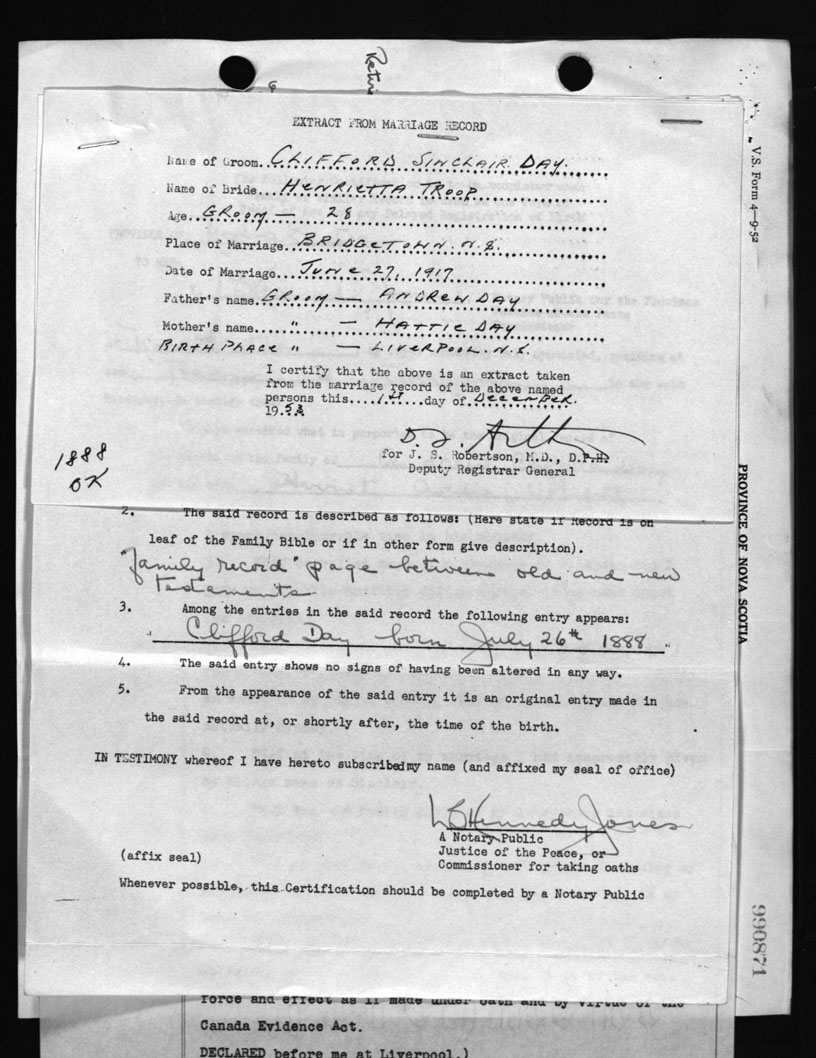 EXTRACT FROM MARRIAGE RECORD
Name of Groom..CLIFFORD SINCLAIR DAY.
Name of Bride...HENRIETTA TROOP
Age..GROOM — 28
Place of Marriage..BRIDGETOWN. N.S.
Date of Marriage...JUNE 27, 1917
Father's name.GROOM — ANDREW DAY
Mother's name.... " — HATTIE DAY
BIRTH PLACE " — LIVERPOOL. N.S.
I certify that the above is an extract taken
from the marriage record of the above named
persons this....1st...day of.December.
19.53
for J. S. Robertson, M.D., D.P.H.
Deputy Registrar General
1888
OK
2. The said record is described as follows: (Here state if Record is on
leaf of the Family Bible or if in other form give description).
"family record" page between old and new
testaments
3. Among the entries in the said record the following entry appears:
" Clifford Day born July 26th 1888 "
4. The said entry shows no signs of having been altered in any way.
5. From the appearance of the said entry it is an original entry made in
the said record at, or shortly after, the time of the birth.
IN TESTIMONY whereof I have hereto subscribed my name (and affixed my seal of office)
Kennedy Jones
A Notary Public
Justice of the Peace, or
Commissioner for taking oaths
(affix seal)
Whenever possible, this Certification should be completed by a Notary Public
force and effect as if made under oath and by virtue of the
Canada Evidence Act.
DECLARED before me at Liverpool,)
V.S. Form 4—9-52
PROVINCE OF NOVA SCOTIA
990871